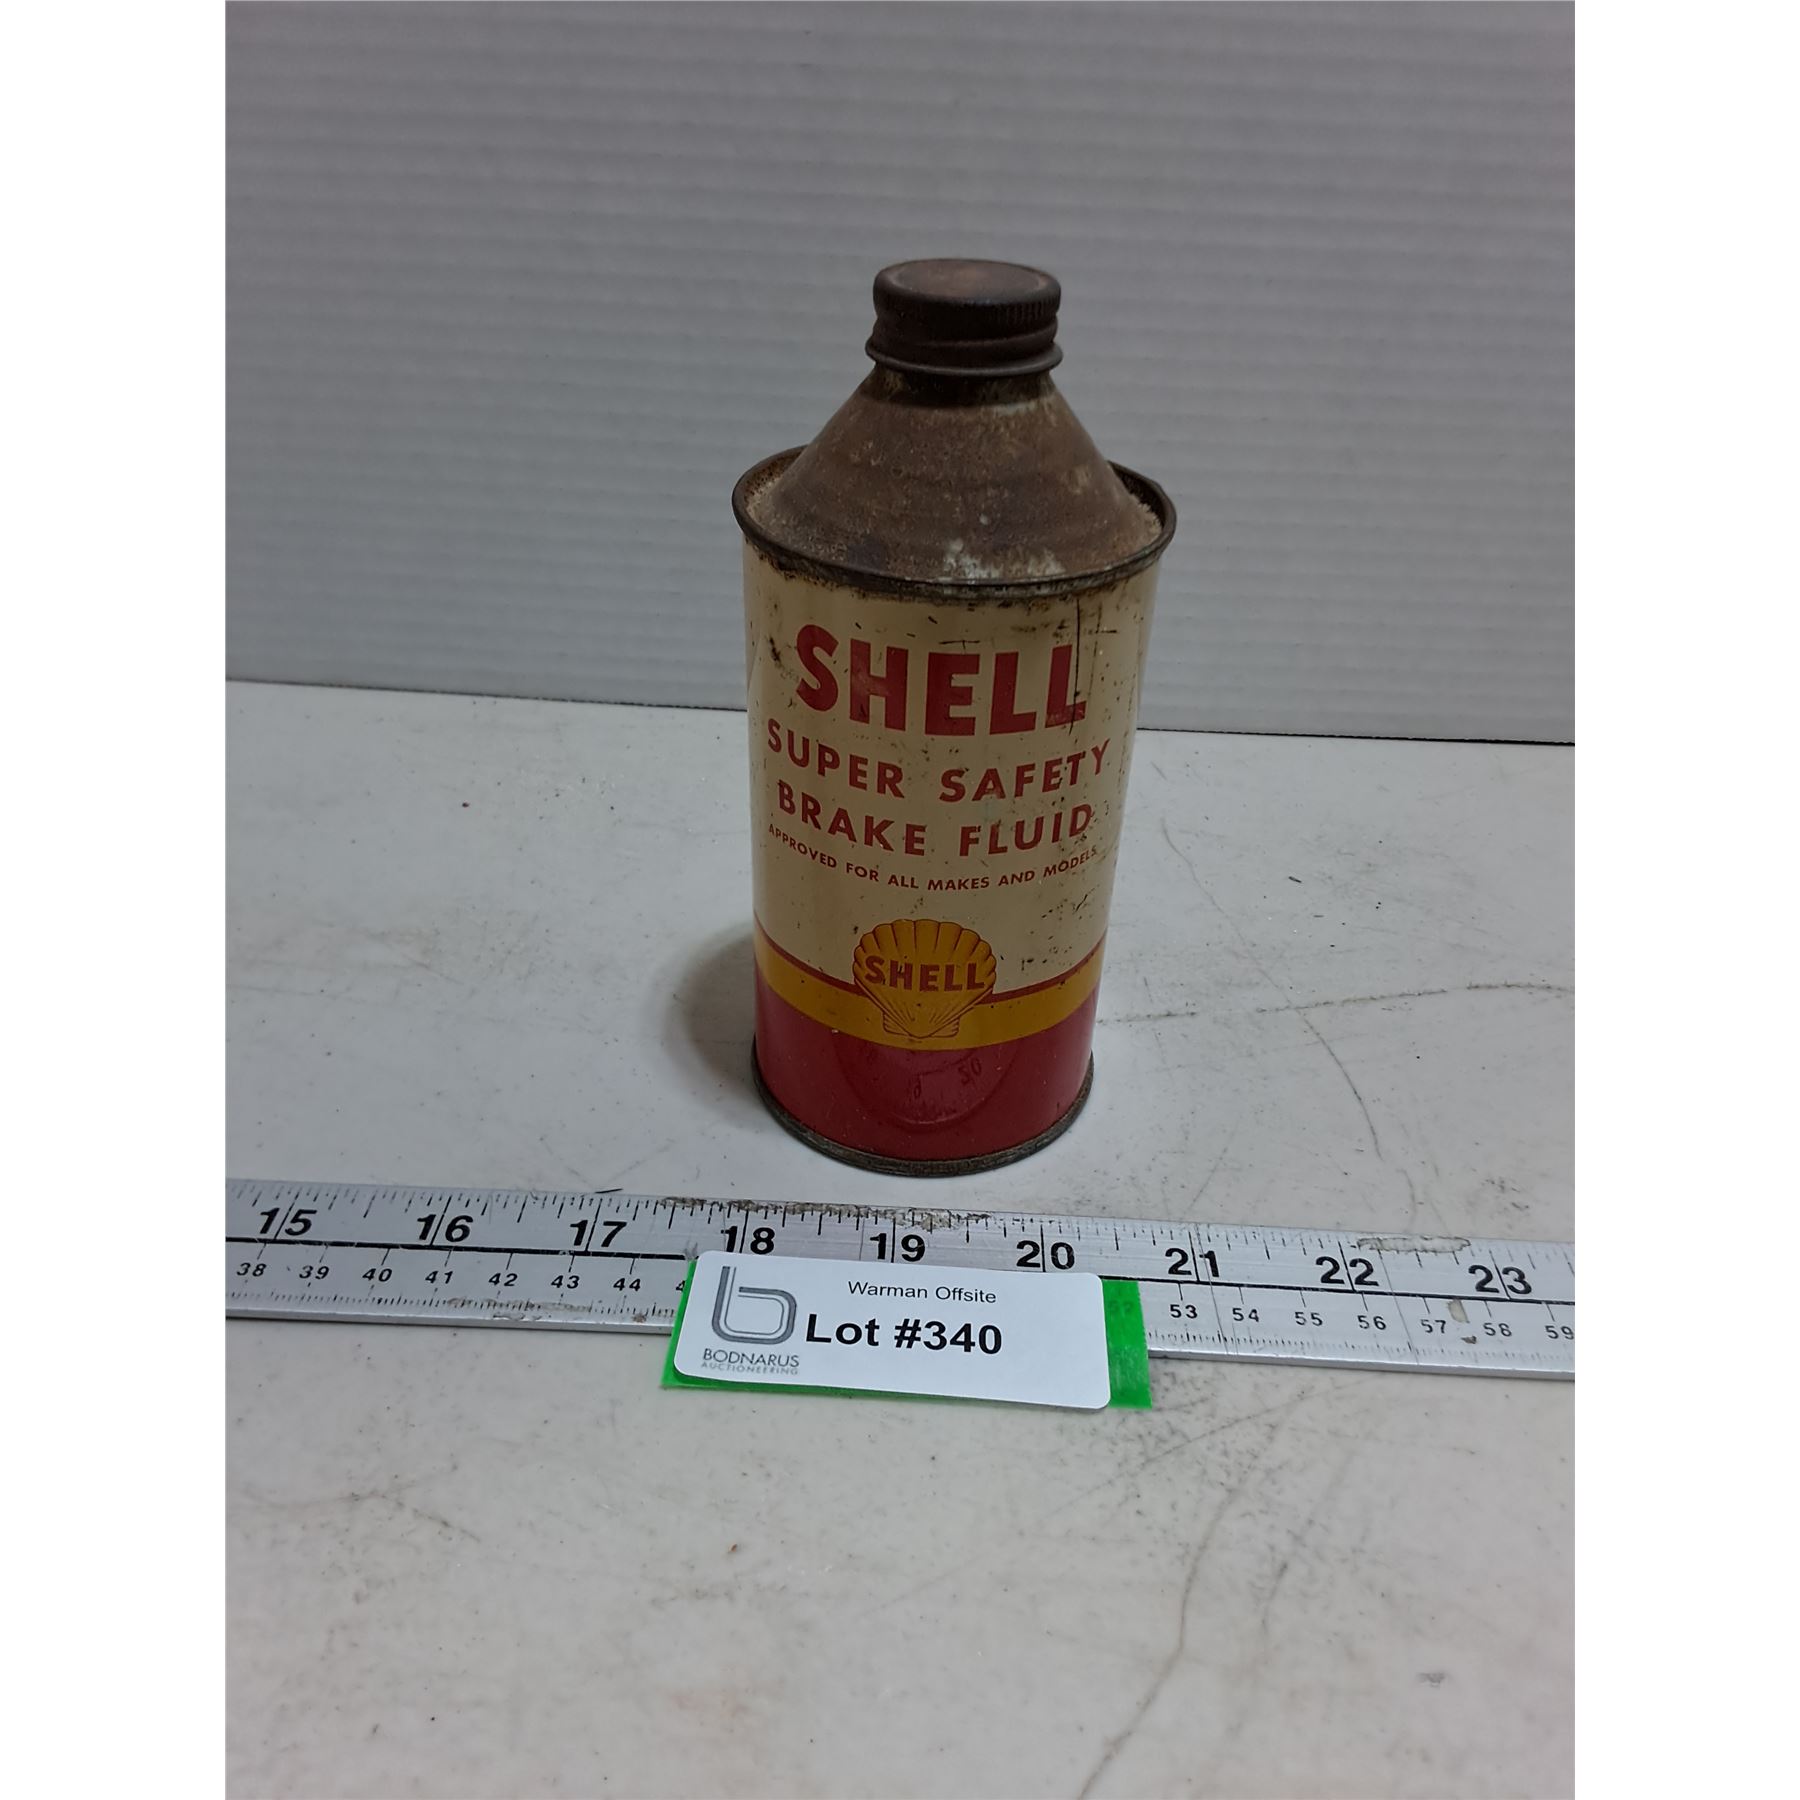 SHELL
SUPER SAFETY
BRAKE FLUID
APPROVED FOR ALL MAKES AND MODELS
SHELL
15 16 17 18 19 20 21 22 23
38 39 40 41 42 43 44 53 54 55 56 57 58 59
Warman Offsite
Lot #340
BODNARUS
AUCTIONEERING